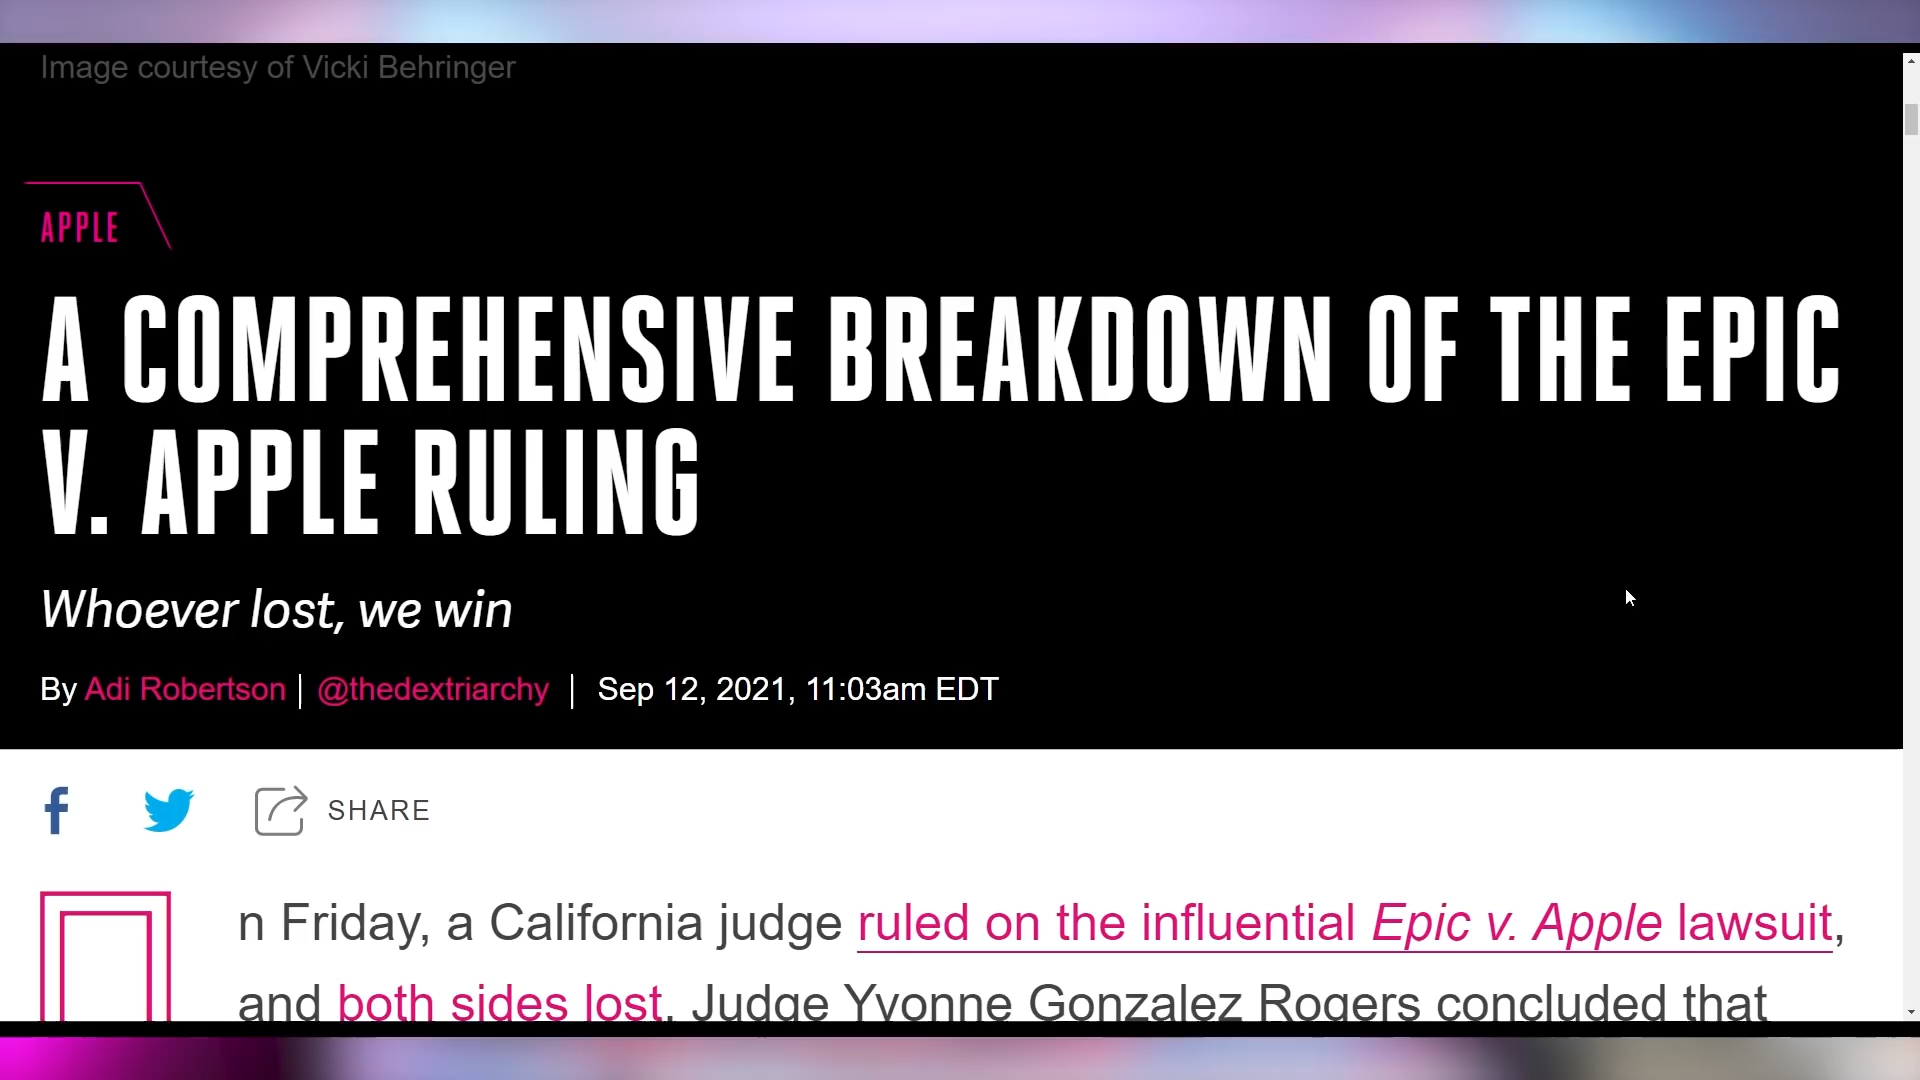 Image courtesy of Vicki Behringer
APPLE
A COMPREHENSIVE BREAKDOWN OF THE EPIC
V. APPLE RULING
Whoever lost, we win
By Adi Robertson | @thedextriarchy | Sep 12, 2021, 11:03am EDT
SHARE
n Friday, a California judge ruled on the influential Epic v. Apple lawsuit,
and both sides lost. Judge Yvonne Gonzalez Rogers concluded that